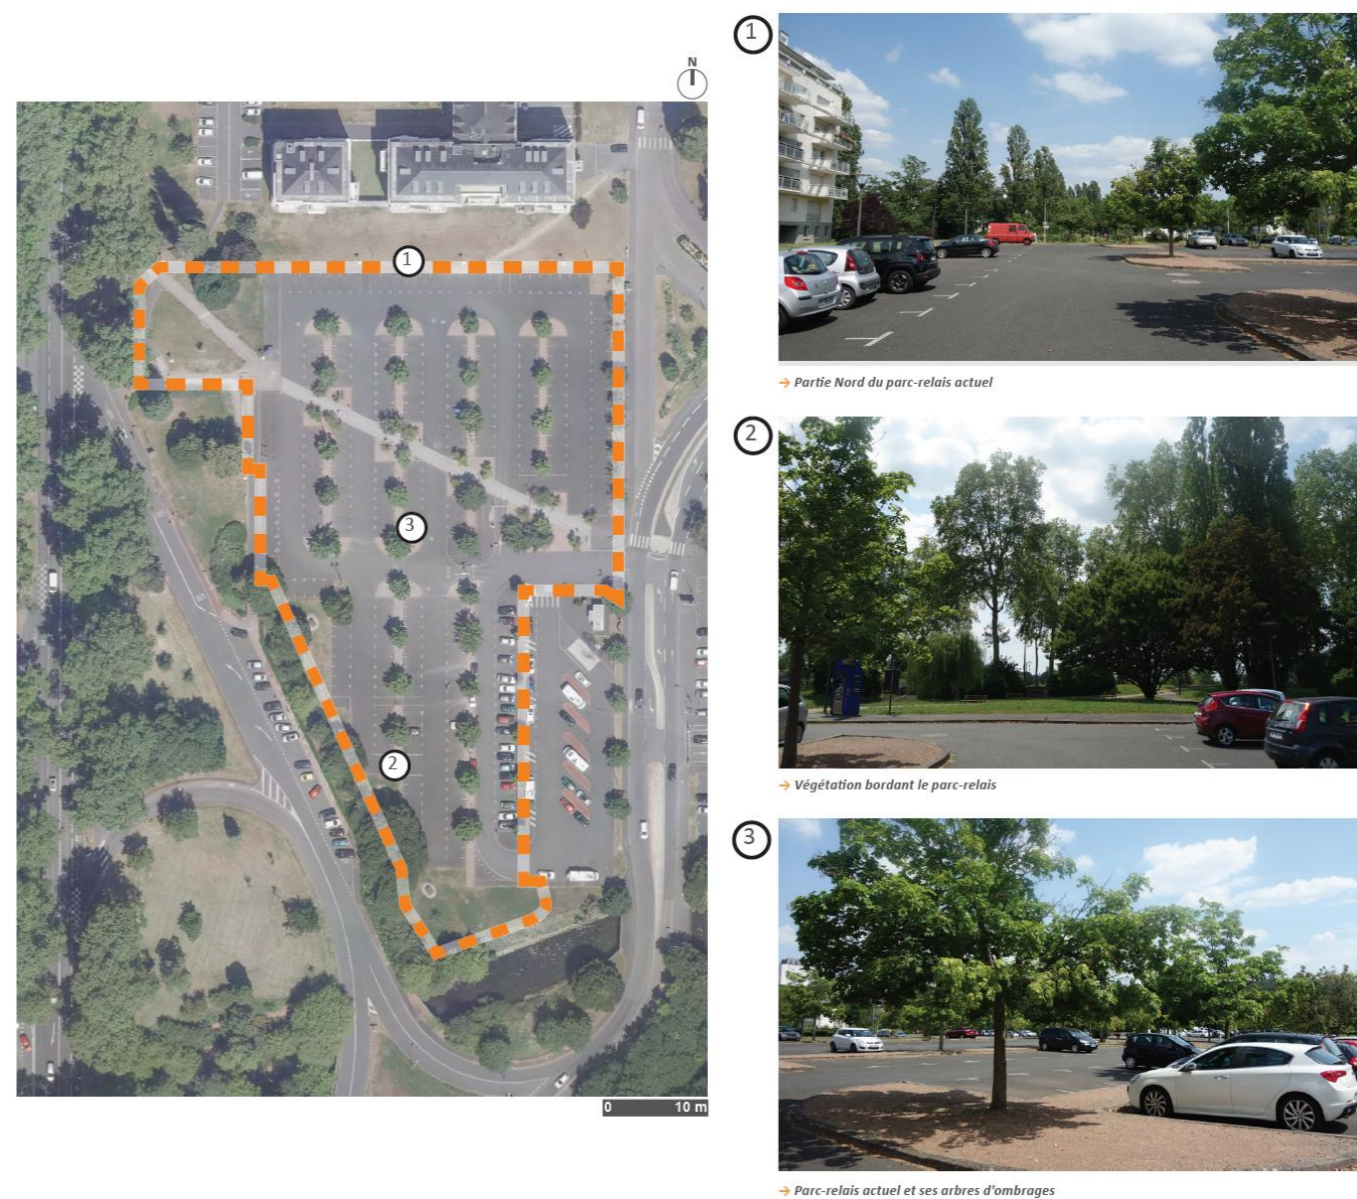 N
1
3
2
0 10 m
1
→ Partie Nord du parc-relais actuel
2
→ Végétation bordant le parc-relais
3
→ Parc-relais actuel et ses arbres d'ombrages